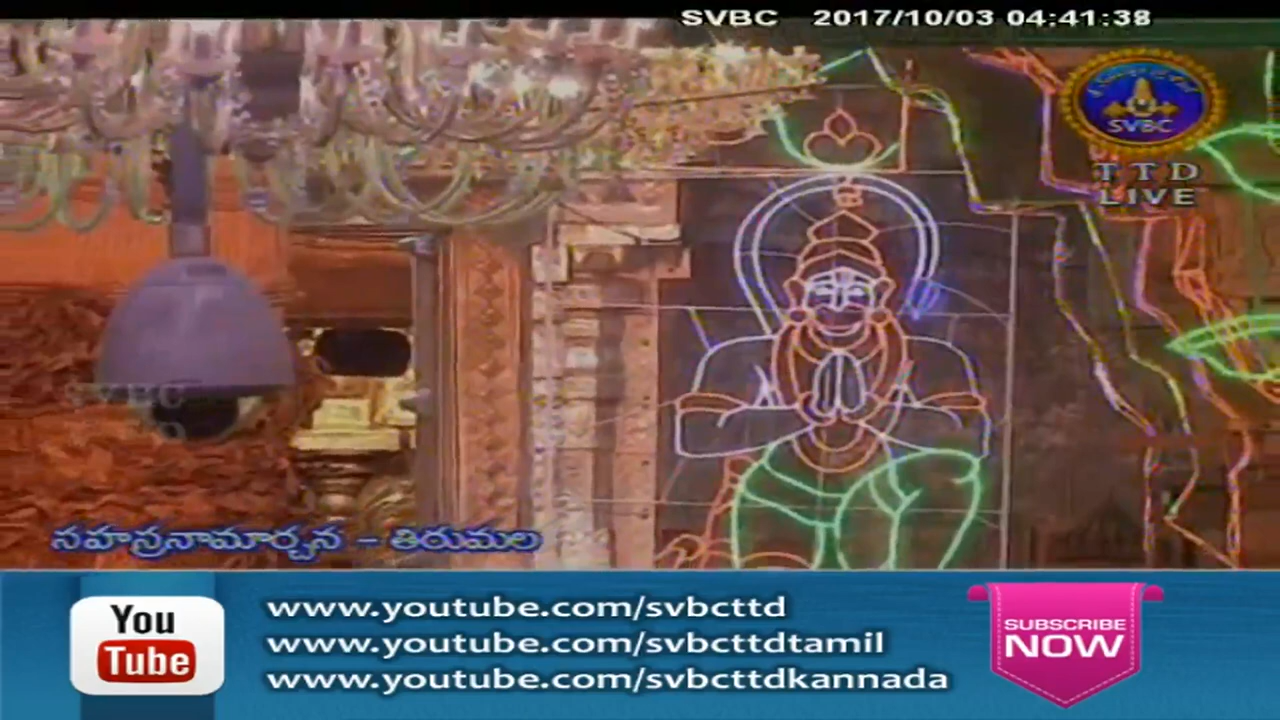 SVBC 2017/10/03 04:41:38
SVBC
TTD
LIVE
SVBC
సహస్రనామార్చన – తిరుమల
You
Tube
www.youtube.com/svbcttd
www.youtube.com/svbcttdtamil
www.youtube.com/svbcttdkannada
SUBSCRIBE
NOW